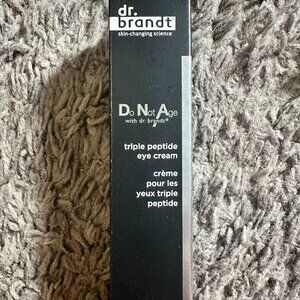 dr.
brandt
skin-changing science
Do Not Age
with dr. brandt®
triple peptide
eye cream
crème
pour les
yeux triple
peptide